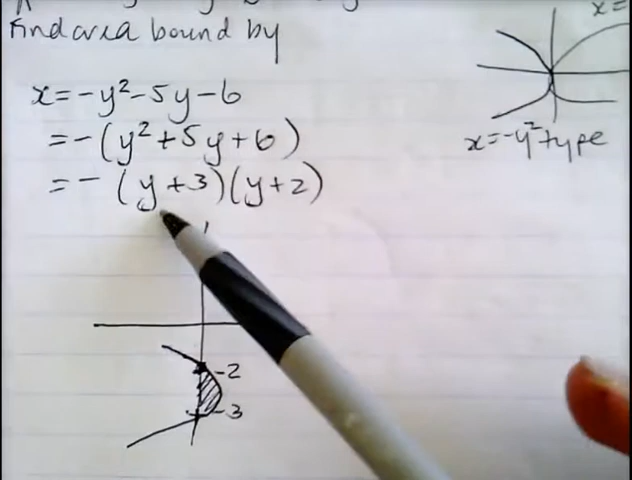 Find area bound by
x=
x=-y²-5y-6
=-(y²+5y+6)
=-(y+3)(y+2)
x=-y² type
-2
-3